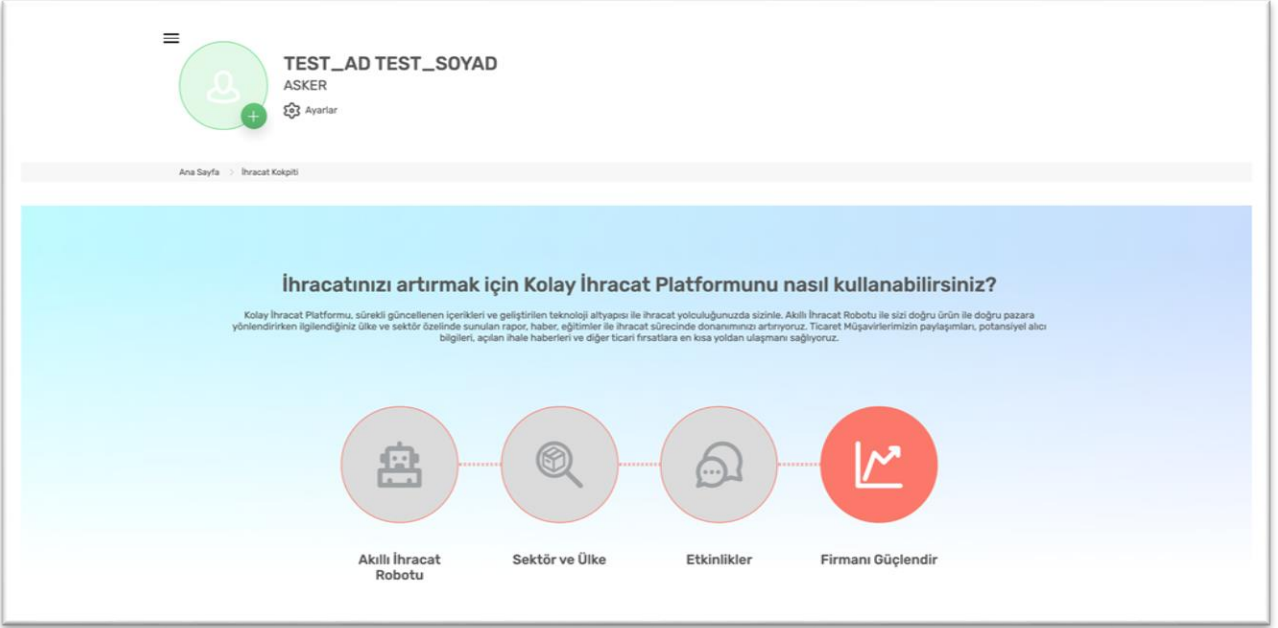 TEST_AD TEST_SOYAD
ASKER
Ayarlar
Ana Sayfa > İhracat Kokpiti
İhracatınızı artırmak için Kolay İhracat Platformunu nasıl kullanabilirsiniz?
Kolay İhracat Platformu, sürekli güncellenen içerikleri ve geliştirilen teknoloji altyapısı ile ihracat yolculuğunuzda sizinle. Akıllı İhracat Robotu ile sizi doğru ürün ile doğru pazara
yönlendirirken ilgilendiğiniz ülke ve sektör özelinde sunulan rapor, haber, eğitimler ile ihracat sürecinde donanımınızı artırıyoruz. Ticaret Müşavirlerimizin paylaşımları, potansiyel alıcı
bilgileri, açılan ihale haberleri ve diğer ticari fırsatlara en kısa yoldan ulaşmanı sağlıyoruz.
Akıllı İhracat
Robotu
Sektör ve Ülke
Etkinlikler
Firmanı Güçlendir